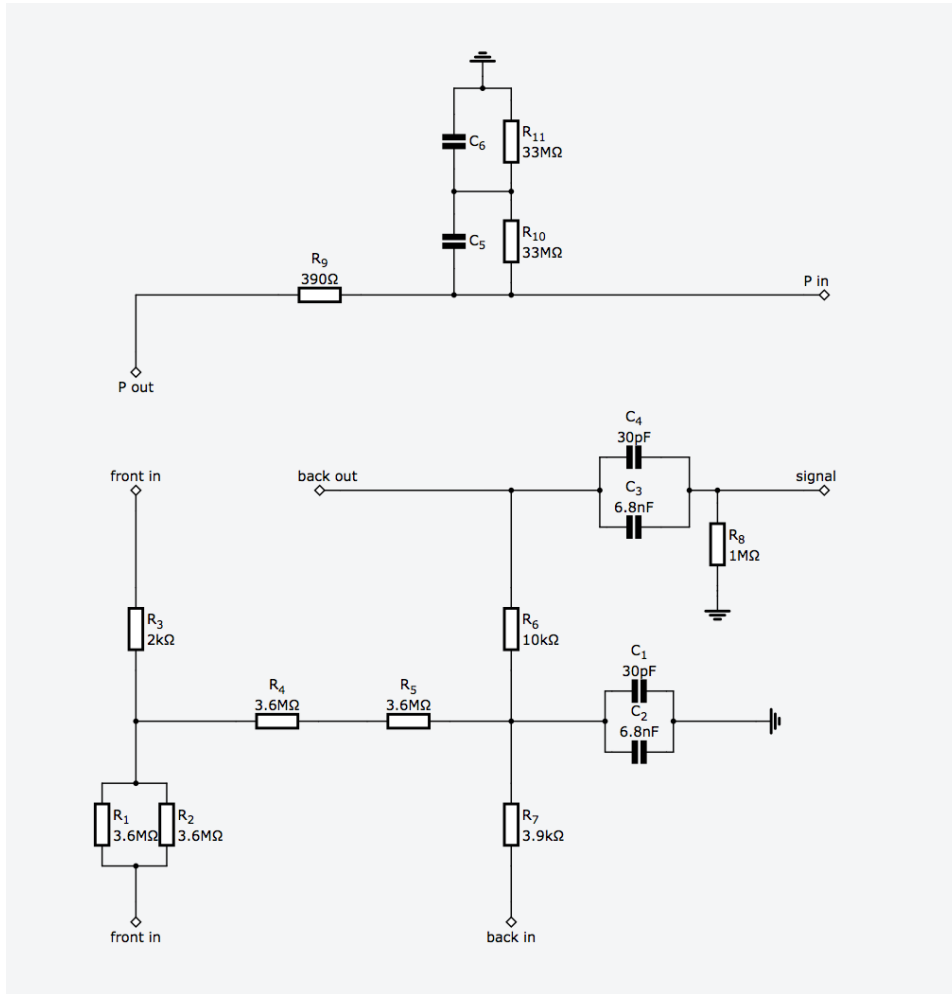 R11
33MΩ
C6
R10
33MΩ
C5
R9
390Ω
P in
P out
C4
30pF
front in
back out
signal
C3
6.8nF
R8
1MΩ
R3
2kΩ
R6
10kΩ
C1
30pF
R4
3.6MΩ
R5
3.6MΩ
C2
6.8nF
R1
3.6MΩ
R2
3.6MΩ
R7
3.9kΩ
front in
back in